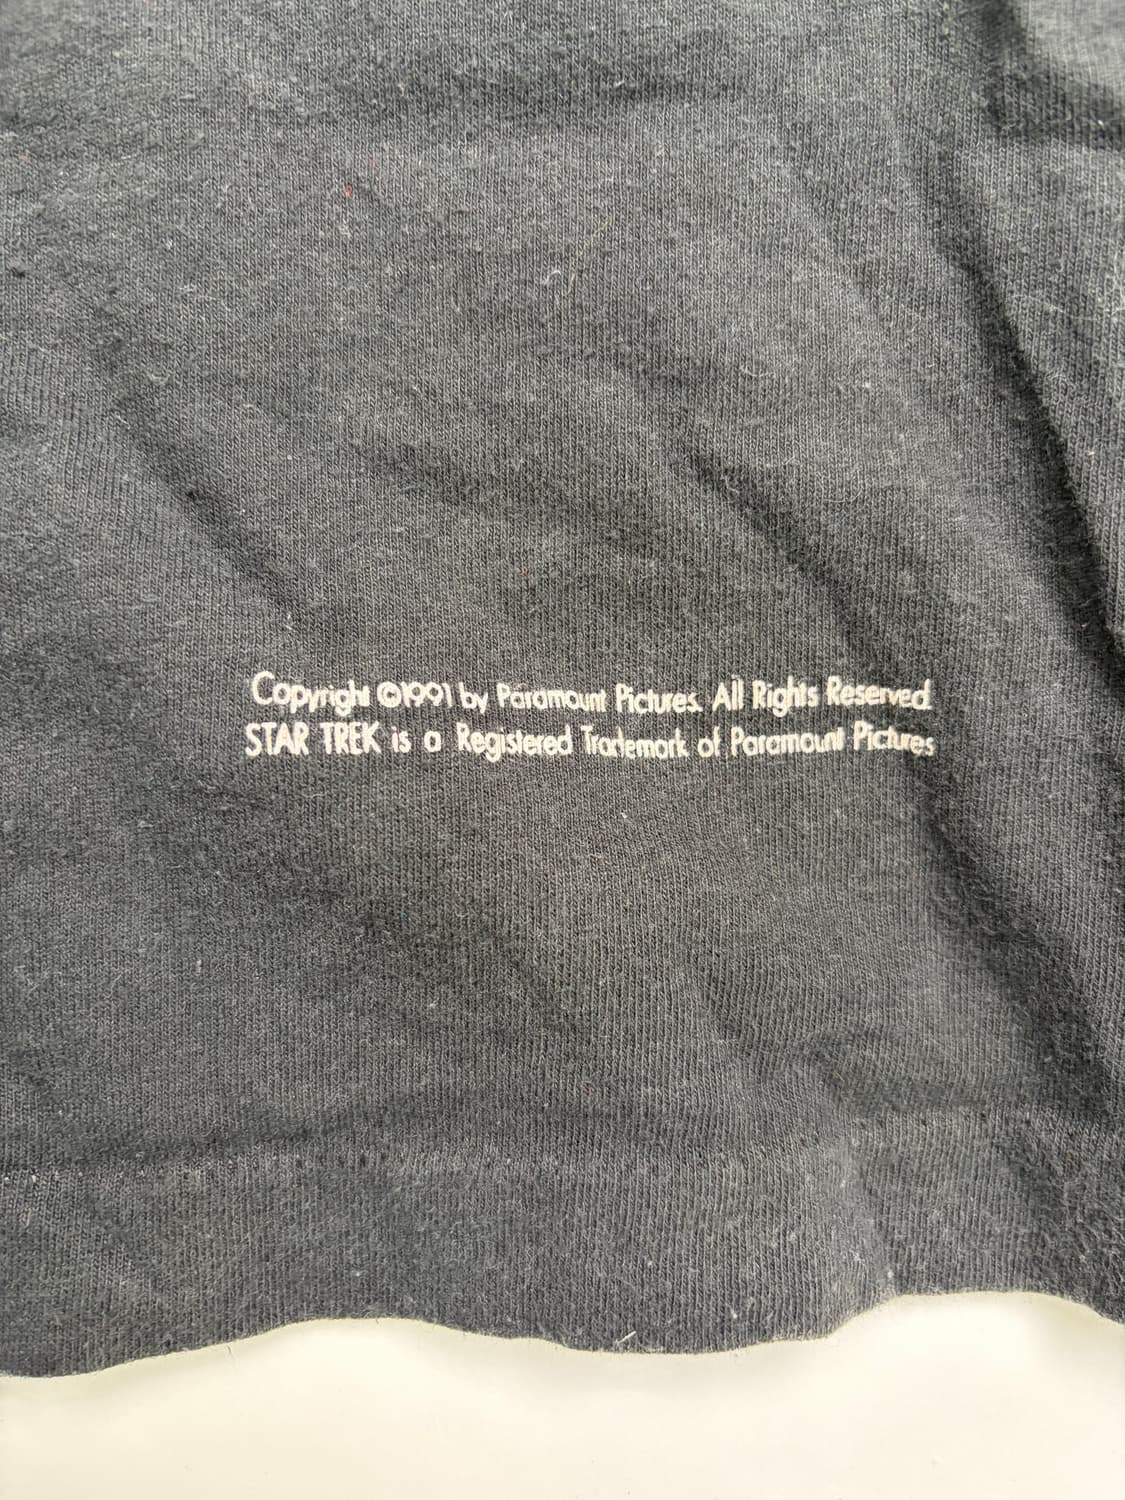 Copyright ©1991 by Paramount Pictures. All Rights Reserved.
STAR TREK is a Registered Trademark of Paramount Pictures